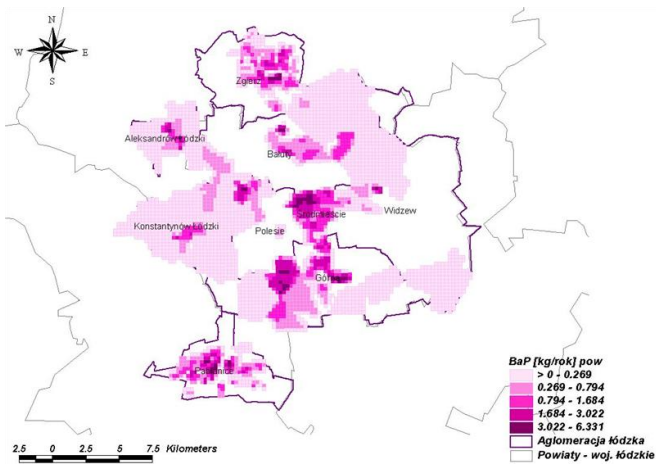 N
W E
S
Zgierz
Aleksandrów Łódzki
Bałuty
Śródmieście
Widzew
Konstantynów Łódzki
Polesie
Górna
Pabianice
BaP [kg/rok] pow
> 0 - 0.269
0.269 - 0.794
0.794 - 1.684
1.684 - 3.022
3.022 - 6.331
Aglomeracja łódzka
Powiaty - woj. łódzkie
2.5 0 2.5 5 7.5 Kilometers